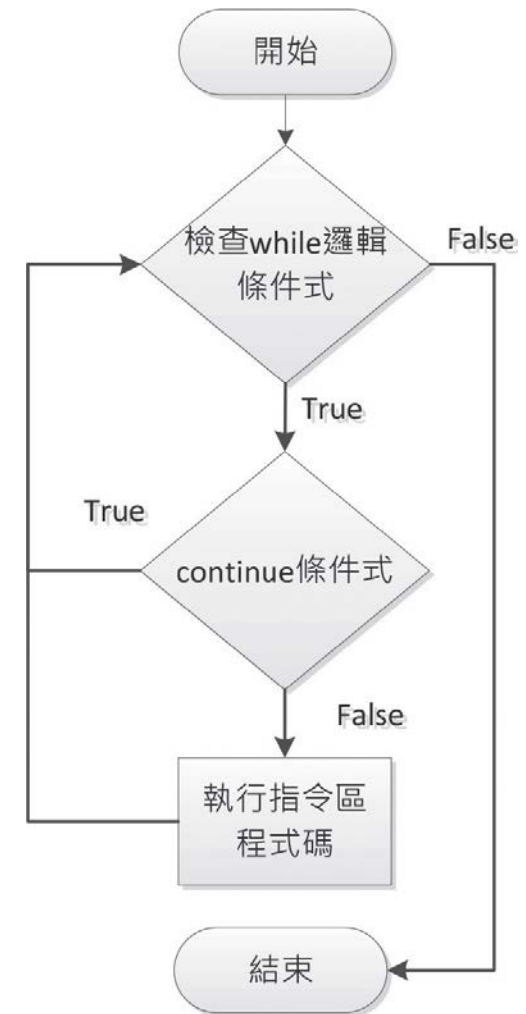 開始
檢查while邏輯
條件式
False
True
True
continue條件式
False
執行指令區
程式碼
結束